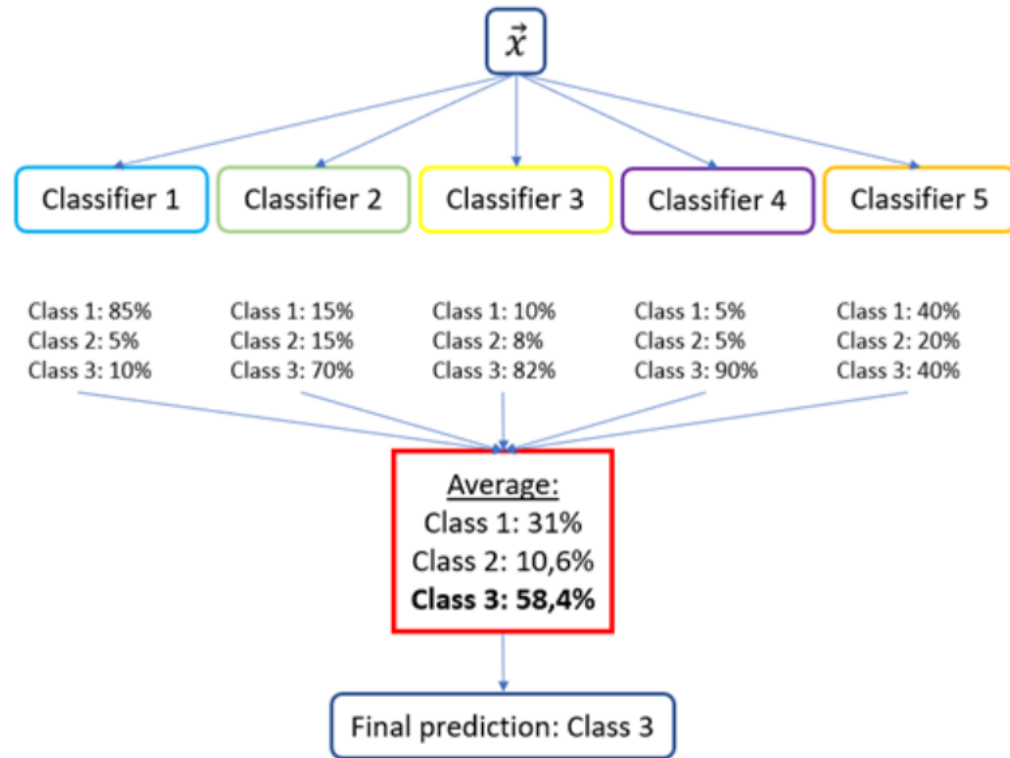 x⃗
Classifier 1
Classifier 2
Classifier 3
Classifier 4
Classifier 5
Class 1: 85%
Class 2: 5%
Class 3: 10%
Class 1: 15%
Class 2: 15%
Class 3: 70%
Class 1: 10%
Class 2: 8%
Class 3: 82%
Class 1: 5%
Class 2: 5%
Class 3: 90%
Class 1: 40%
Class 2: 20%
Class 3: 40%
Average:
Class 1: 31%
Class 2: 10,6%
Class 3: 58,4%
Final prediction: Class 3